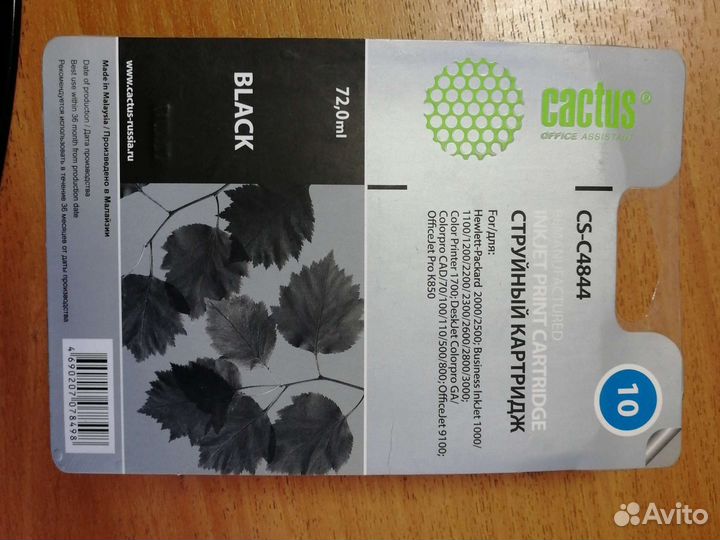 cactus®
OFFICE ASSISTANT
CS-C4844
10
REMANUFACTURED
INKJET PRINT CARTRIDGE
СТРУЙНЫЙ КАРТРИДЖ
For/для:
Hewlett-Packard 2000/2500; Business InkJet 1000/
1100/1200/2200/2300/2600/2800/3000;
Color Printer 1700; DeskJet Colorpro GA/
Colorpro CAD/70/100/110/500/800; OfficeJet 9100;
OfficeJet Pro K850
72,0ml
BLACK
www.cactus-russia.ru
Made in Malaysia / Произведено в Малайзии
Date of production / Дата производства
Best use within 36 month from production date
Рекомендуется использовать в течение 36 месяцев от даты производства
4 690207 078498
Avito